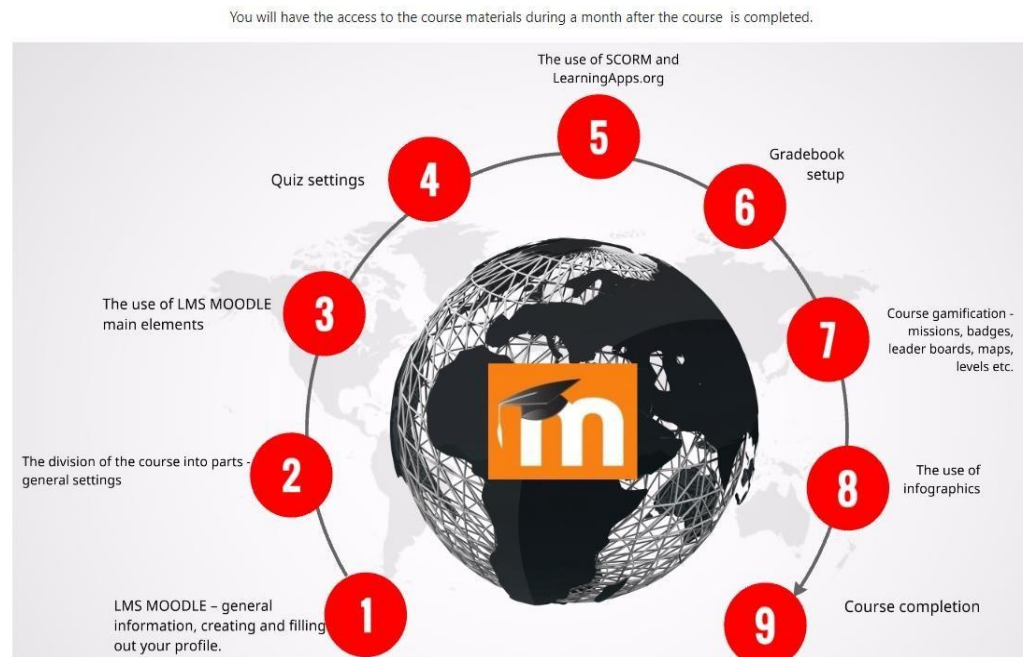 You will have the access to the course materials during a month after the course is completed.
1
LMS MOODLE – general
information, creating and filling
out your profile.
2
The division of the course into parts -
general settings
3
The use of LMS MOODLE
main elements
4
Quiz settings
5
The use of SCORM and
LearningApps.org
6
Gradebook
setup
7
Course gamification -
missions, badges,
leader boards, maps,
levels etc.
8
The use of
infographics
9
Course completion
m